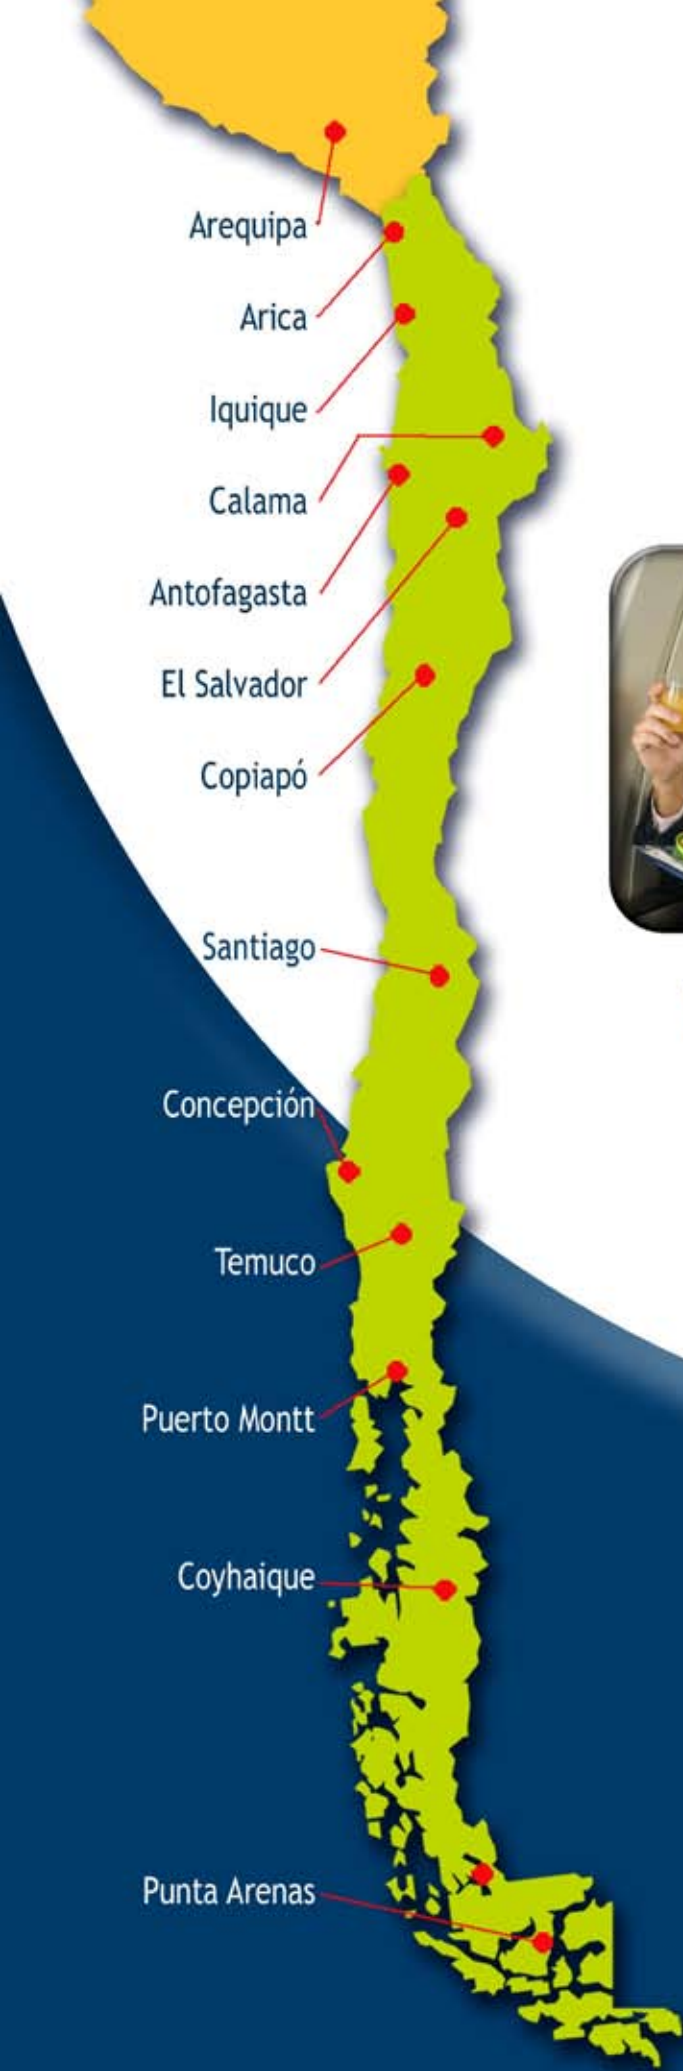 Arequipa
Arica
Iquique
Calama
Antofagasta
El Salvador
Copiapó
Santiago
Concepción
Temuco
Puerto Montt
Coyhaique
Punta Arenas